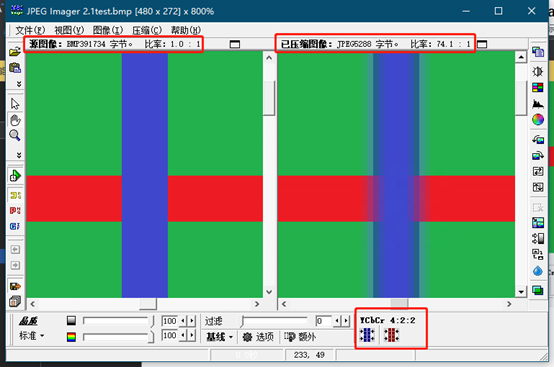 JPEG Imager 2.1test.bmp [480 x 272] x 800%
文件(F) 视图(V) 图像(I) 压缩(C) 帮助(H)
源图像: BMP391734 字节。 比率: 1.0 : 1
已压缩图像: JPEG5288 字节。 比率: 74.1 : 1
品质
100
过滤
0
YCbCr 4:2:2
标准
100
基线
选项
额外
233, 49